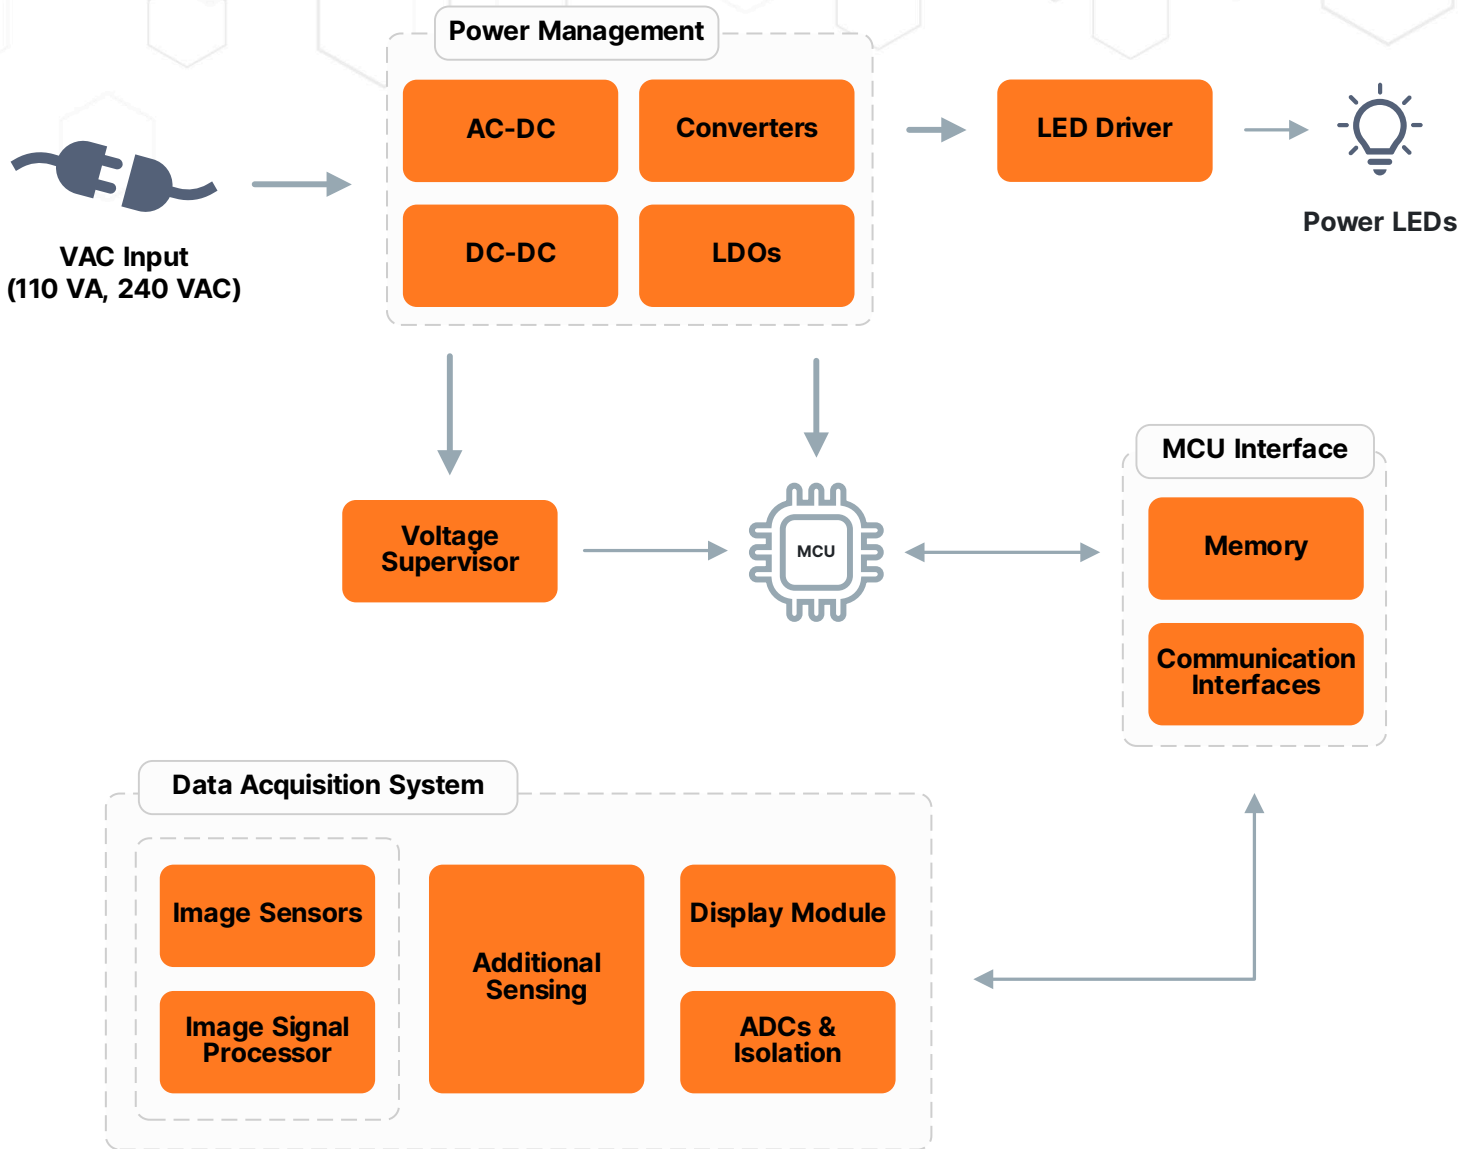 Power Management
AC-DC
Converters
LED Driver
DC-DC
LDOs
Power LEDs
VAC Input
(110 VA, 240 VAC)
MCU Interface
Voltage
Supervisor
MCU
Memory
Communication
Interfaces
Data Acquisition System
Image Sensors
Additional
Sensing
Display Module
Image Signal
Processor
ADCs &
Isolation